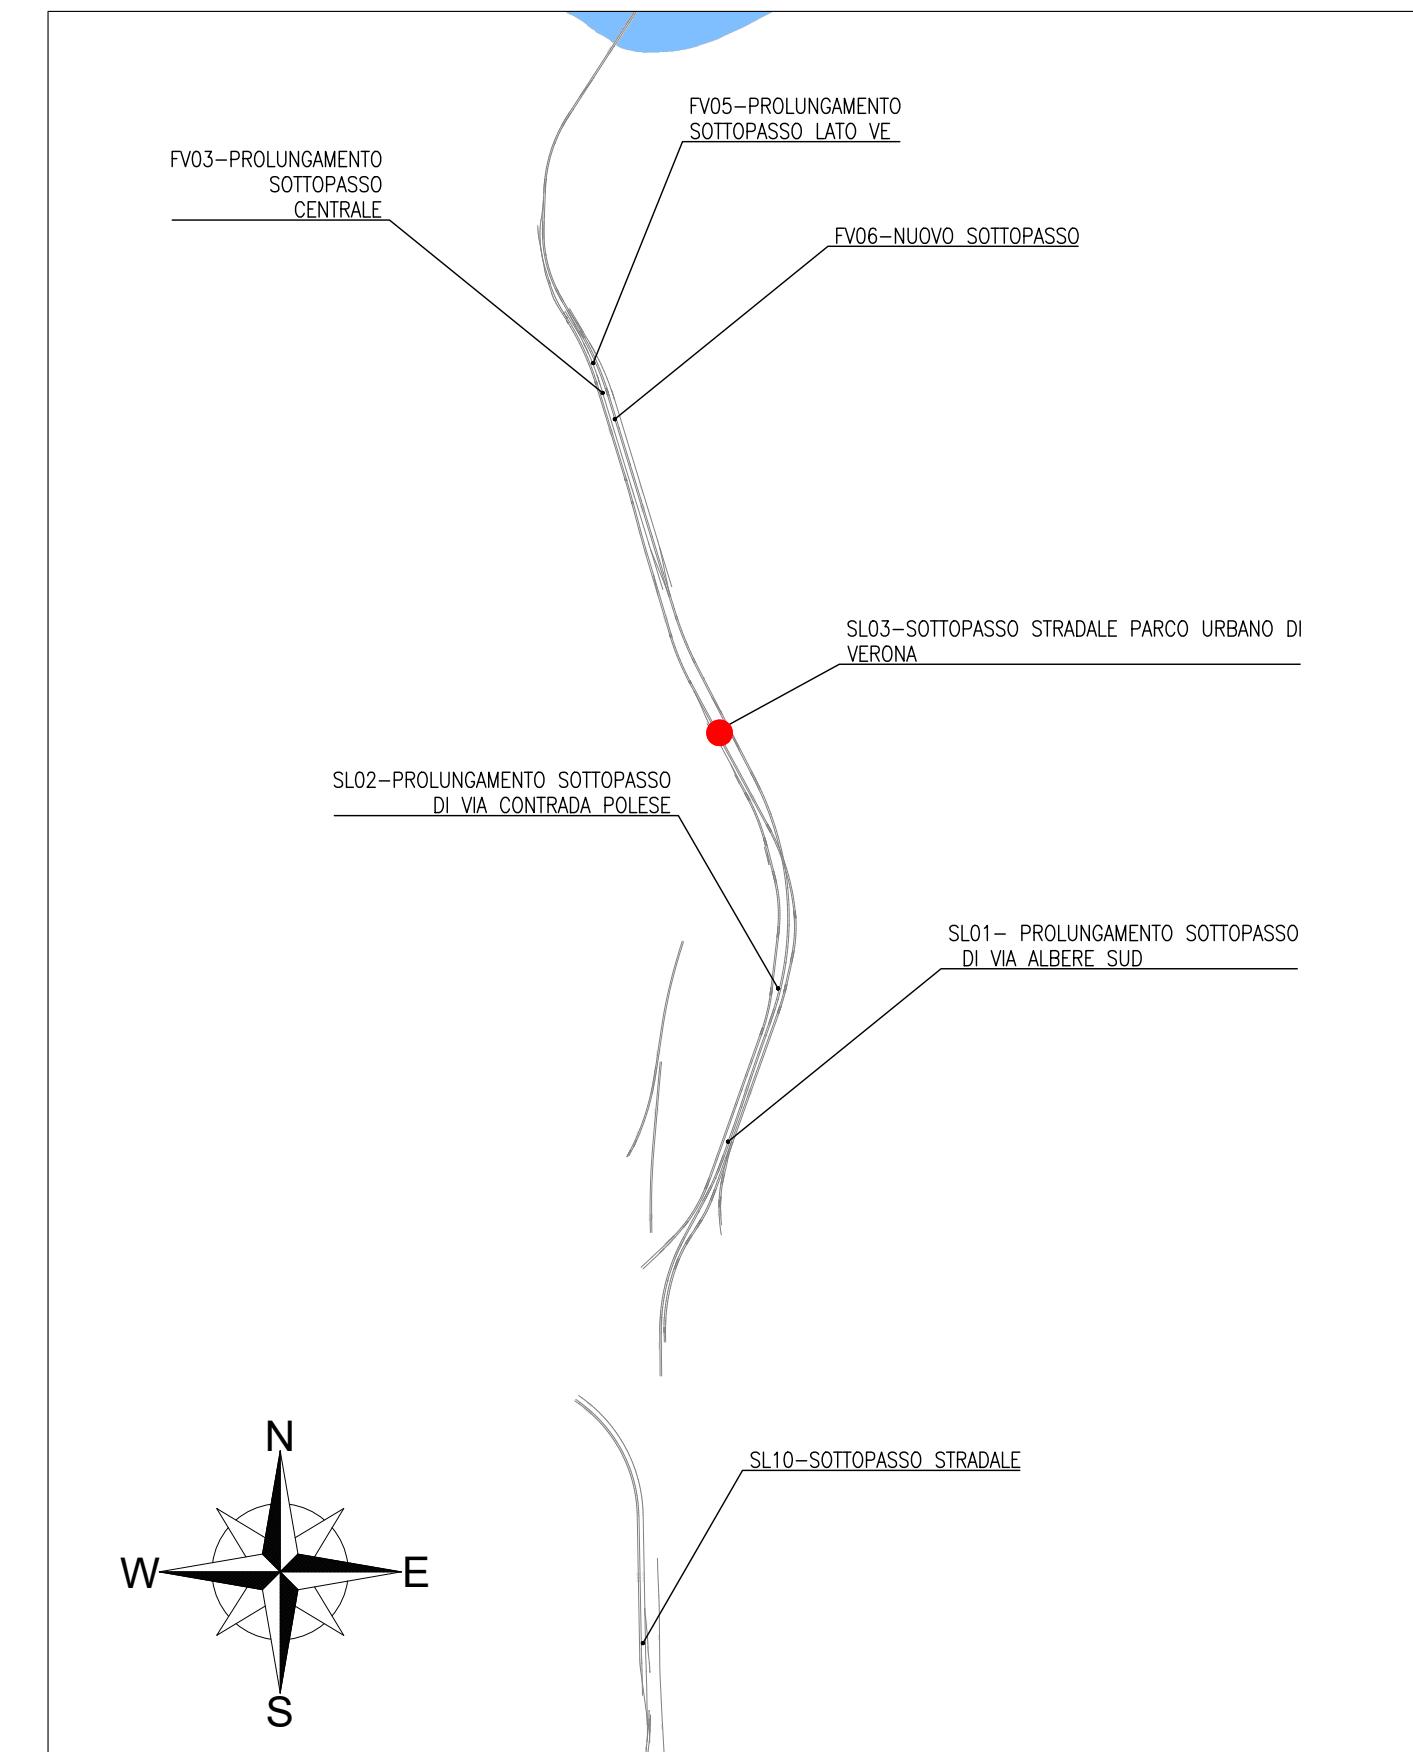 FV05-PROLUNGAMENTO
SOTTOPASSO LATO VE
FV03-PROLUNGAMENTO
SOTTOPASSO
CENTRALE
FV06-NUOVO SOTTOPASSO
SL03-SOTTOPASSO STRADALE PARCO URBANO DI
VERONA
SL02-PROLUNGAMENTO SOTTOPASSO
DI VIA CONTRADA POLESE
SL01- PROLUNGAMENTO SOTTOPASSO
DI VIA ALBERE SUD
N
SL10-SOTTOPASSO STRADALE
W
E
S